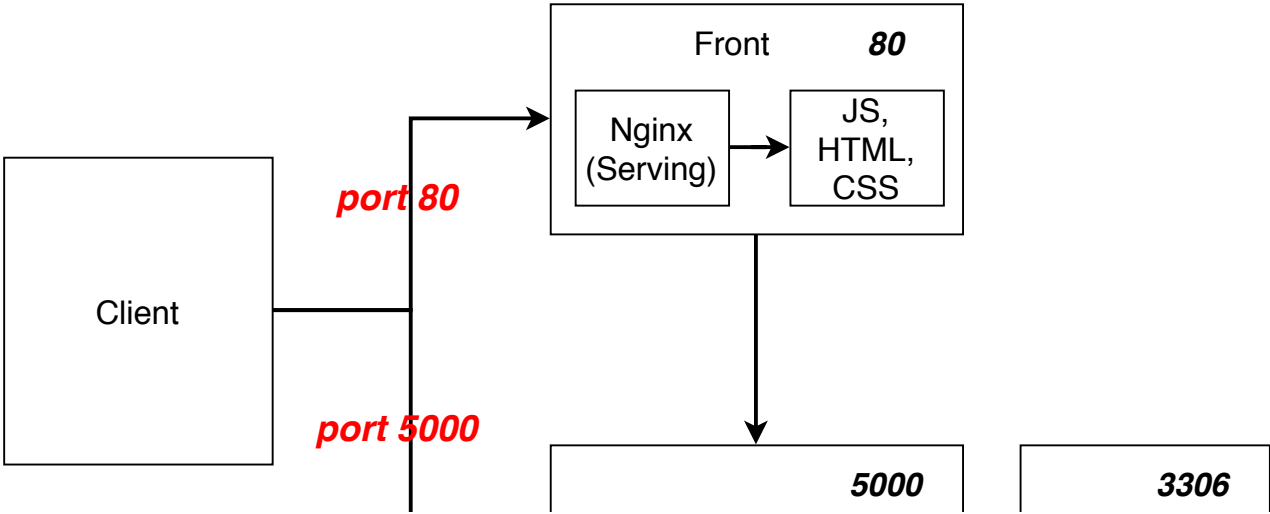 Front 80
Nginx
(Serving)
JS,
HTML,
CSS
port 80
Client
port 5000
5000
3306